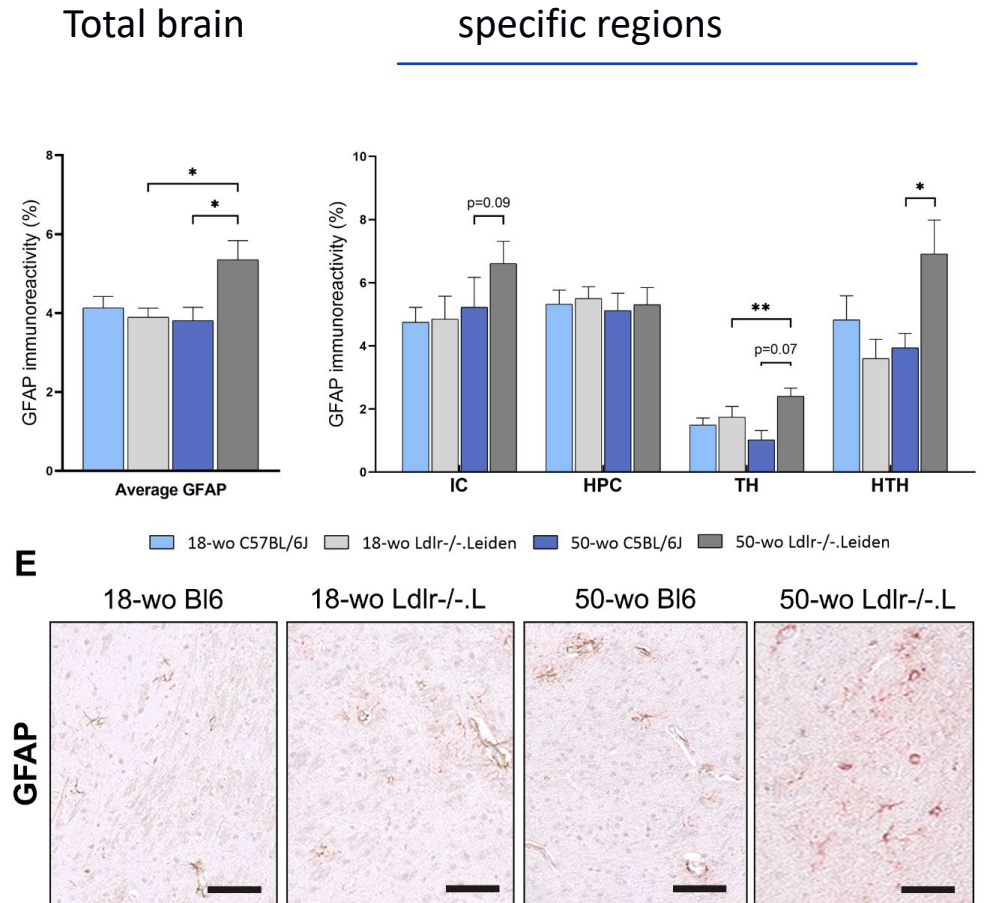 Total brain
specific regions
GFAP immunoreactivity (%)
8
6
4
2
0
*
*
Average GFAP
GFAP immunoreactivity (%)
10
8
6
4
2
0
p=0.09
**
p=0.07
*
IC HPC TH HTH
18-wo C57BL/6J 18-wo Ldlr-/-.Leiden 50-wo C5BL/6J 50-wo Ldlr-/-.Leiden
E
18-wo Bl6 18-wo Ldlr-/-.L 50-wo Bl6 50-wo Ldlr-/-.L
GFAP